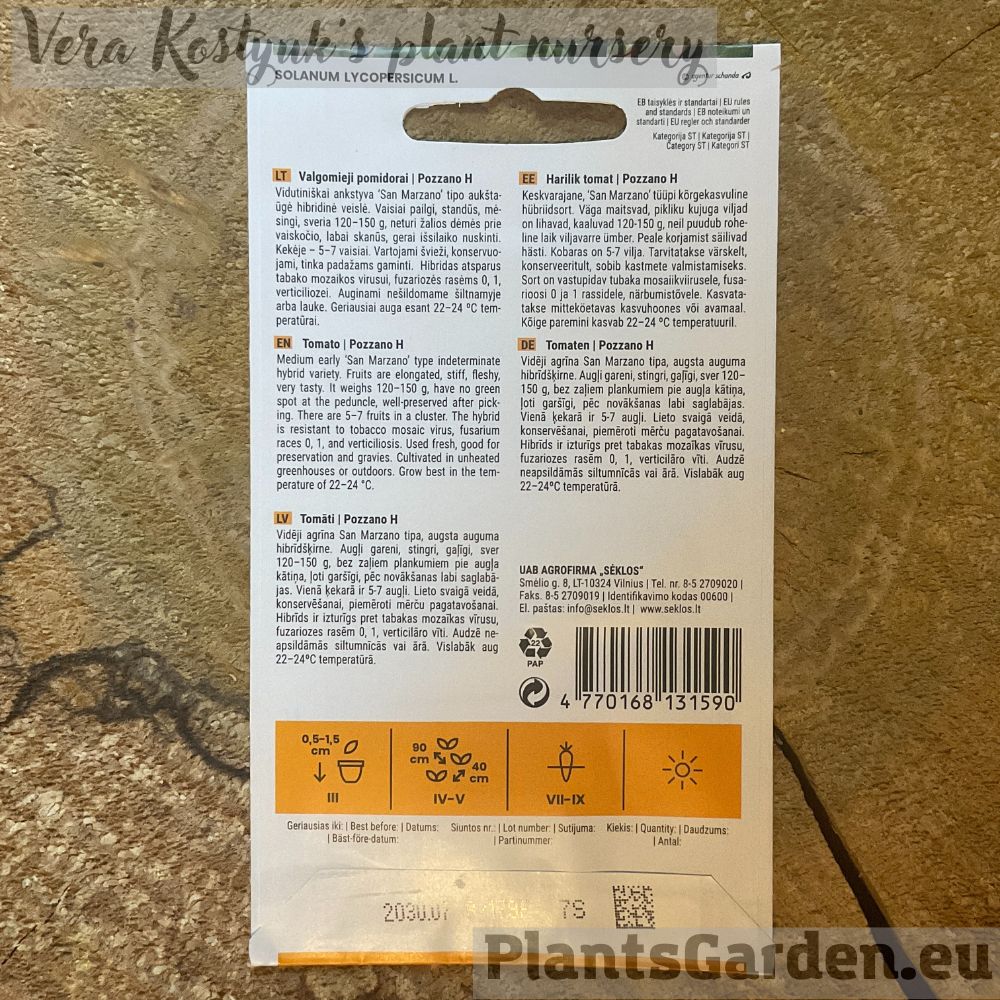 Vera Kostyuk's plant nursery
SOLANUM LYCOPERSICUM L.
agentur schanda
EB taisyklės ir standartai | EU rules
and standards | EB noteikumi un
standarti | EU regler och standarder
Kategorija ST | Kategorija ST |
Category ST | Kategori ST
LT Valgomieji pomidorai | Pozzano H
Vidutiniškai ankstyva ‘San Marzano’ tipo aukšta-
ūgė hibridinė veislė. Vaisiai pailgi, standūs, mė-
singi, sveria 120–150 g, neturi žalios dėmės prie
vaiskočio, labai skanūs, gerai išsilaiko nuskinti.
Kekėje – 5–7 vaisiai. Vartojami švieži, konservuo-
jami, tinka padažams gaminti. Hibridas atsparus
tabako mozaikos virusui, fuzariozės rasėms 0, 1,
verticiliozei. Auginami nešildomame šiltnamyje
arba lauke. Geriausiai auga esant 22–24 ºC tem-
peratūrai.
EE Harilik tomat | Pozzano H
Keskvarajane, ‘San Marzano’ tüüpi kõrgekasvuline
hübriidsort. Väga maitsvad, pikliku kujuga viljad
on lihavad, kaaluvad 120-150 g, neil puudub rohe-
line laik viljavarre ümber. Peale korjamist säilivad
hästi. Kobaras on 5-7 vilja. Tarvitatakse värskelt,
konserveeritult, sobib kastmete valmistamiseks.
Sort on vastupidav tubaka mosaiikviirusele, fusa-
rioosi 0 ja 1 rassidele, närbumistõvele. Kasvata-
takse mitteköetavas kasvuhoones või avamaal.
Kõige paremini kasvab 22–24 ºC temperatuuril.
EN Tomato | Pozzano H
Medium early ‘San Marzano’ type indeterminate
hybrid variety. Fruits are elongated, stiff, fleshy,
very tasty. It weighs 120–150 g, have no green
spot at the peduncle, well-preserved after pick-
ing. There are 5–7 fruits in a cluster. The hybrid
is resistant to tobacco mosaic virus, fusarium
races 0, 1, and verticiliosis. Used fresh, good for
preservation and gravies. Cultivated in unheated
greenhouses or outdoors. Grow best in the tem-
perature of 22–24 °C.
DE Tomaten | Pozzano H
Vidēji agrīna San Marzano tipa, augsta auguma
hibrīdšķirne. Augļi gareni, stingri, gaļīgi, sver 120–
150 g, bez zaļiem plankumiem pie augļa kātiņa,
ļoti garšīgi, pēc novākšanas labi saglabājas.
Vienā ķekarā ir 5-7 augļi. Lieto svaigā veidā,
konservēšanai, piemēroti mērču pagatavošanai.
Hibrīds ir izturīgs pret tabakas mozaīkas vīrusu,
fuzariozes rasēm 0, 1, verticilāro vīti. Audzē
neapsildāmās siltumnīcās vai ārā. Vislabāk aug
22–24ºC temperatūrā.
LV Tomāti | Pozzano H
Vidēji agrīna San Marzano tipa, augsta auguma
hibrīdšķirne. Augļi gareni, stingri, gaļīgi, sver
120–150 g, bez zaļiem plankumiem pie augļa
kātiņa, ļoti garšīgi, pēc novākšanas labi saglabā-
jas. Vienā ķekarā ir 5-7 augļi. Lieto svaigā veidā,
konservēšanai, piemēroti mērču pagatavošanai.
Hibrīds ir izturīgs pret tabakas mozaīkas vīrusu,
fuzariozes rasēm 0, 1, verticilāro vīti. Audzē ne-
apsildāmās siltumnīcās vai ārā. Vislabāk aug
22–24ºC temperatūrā.
UAB AGROFIRMA „SĖKLOS“
Smėlio g. 8, LT-10324 Vilnius | Tel. nr. 8-5 2709020 |
Faks. 8-5 2709019 | Identifikavimo kodas 00600 |
El. paštas: info@seklos.lt | www.seklos.lt
22
PAP
4 770168 131590
0,5–1,5
cm
III
90
cm
40
cm
IV–V
VII–IX
Geriausias iki: | Best before: | Datums:
| Bäst-före-datum:
Siuntos nr.: | Lot number: | Sutijuma:
| Partinummer:
Kiekis: | Quantity: | Daudzums:
| Antal:
2030.07 7S
PlantsGarden.eu